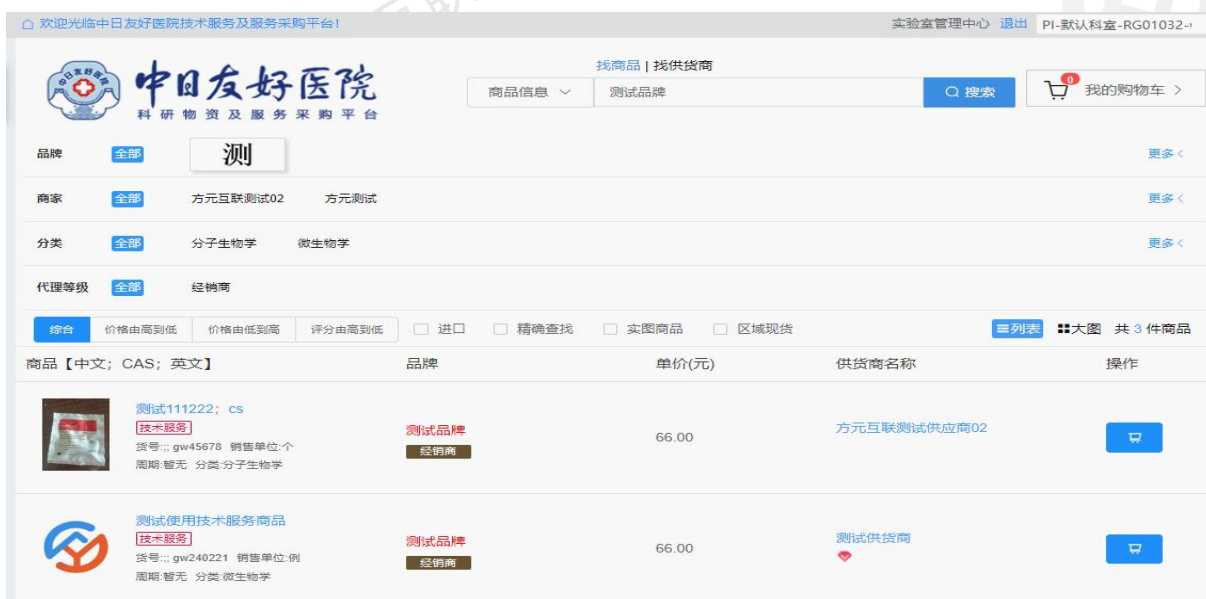 欢迎光临中日友好医院技术服务及服务采购平台!
实验室管理中心 退出 PI-默认科室-RG01032-
找商品 | 找供货商
中日友好医院
科研物资及服务采购平台
商品信息 测试品牌 搜索 0 我的购物车 >
品牌 全部 测 更多
商家 全部 方元互联测试02 方元测试 更多
分类 全部 分子生物学 微生物学 更多
代理等级 全部 经销商
综合 价格由高到低 价格由低到高 评分由高到低 进口 精确查找 实图商品 区域现货 列表 大图 共 3 件商品
商品【中文; CAS; 英文】 品牌 单价(元) 供货商名称 操作
测试111222; cs
技术服务
货号:;; gw45678 销售单位:个
周期:暂无 分类:分子生物学
测试品牌
经销商
66.00
方元互联测试供应商02
测试使用技术服务商品
技术服务
货号:;; gw240221 销售单位:例
周期:暂无 分类:微生物学
测试品牌
经销商
66.00
测试供货商